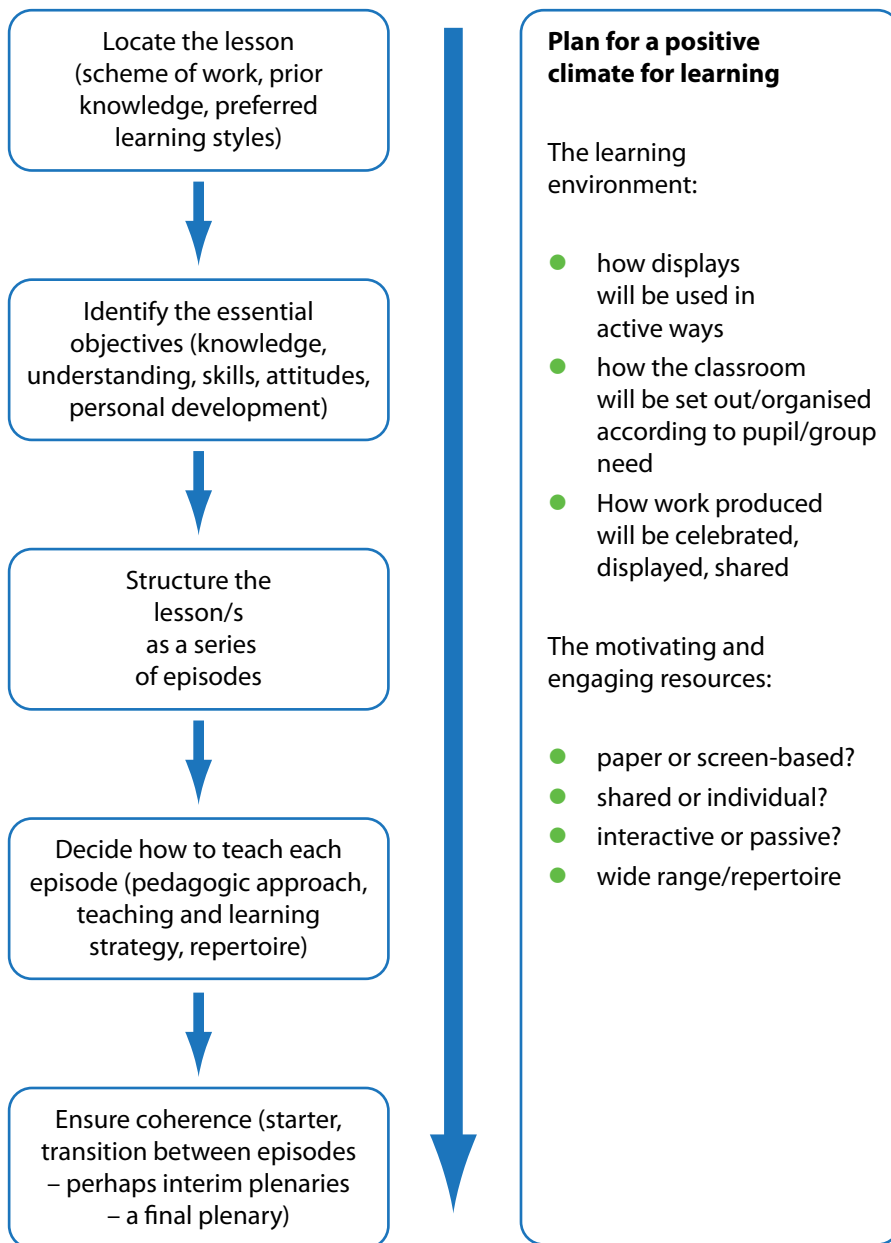 Locate the lesson
(scheme of work, prior
knowledge, preferred
learning styles)
Identify the essential
objectives (knowledge,
understanding, skills, attitudes,
personal development)
Structure the
lesson/s
as a series
of episodes
Decide how to teach each
episode (pedagogic approach,
teaching and learning
strategy, repertoire)
Ensure coherence (starter,
transition between episodes
– perhaps interim plenaries
– a final plenary)
Plan for a positive
climate for learning
The learning
environment:
how displays
will be used in
active ways
how the classroom
will be set out/organised
according to pupil/group
need
How work produced
will be celebrated,
displayed, shared
The motivating and
engaging resources:
paper or screen-based?
shared or individual?
interactive or passive?
wide range/repertoire